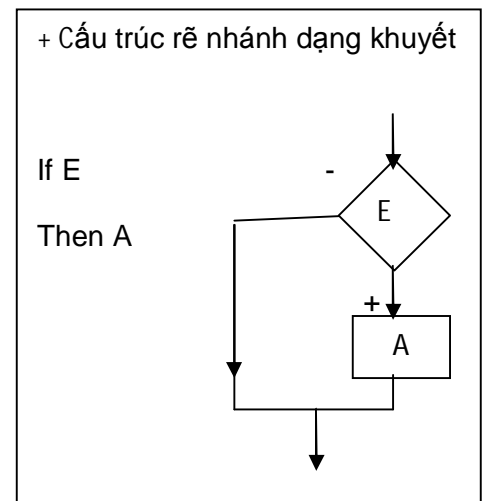 + Cấu trúc rẽ nhánh dạng khuyết
If E
-
E
Then A
+
A